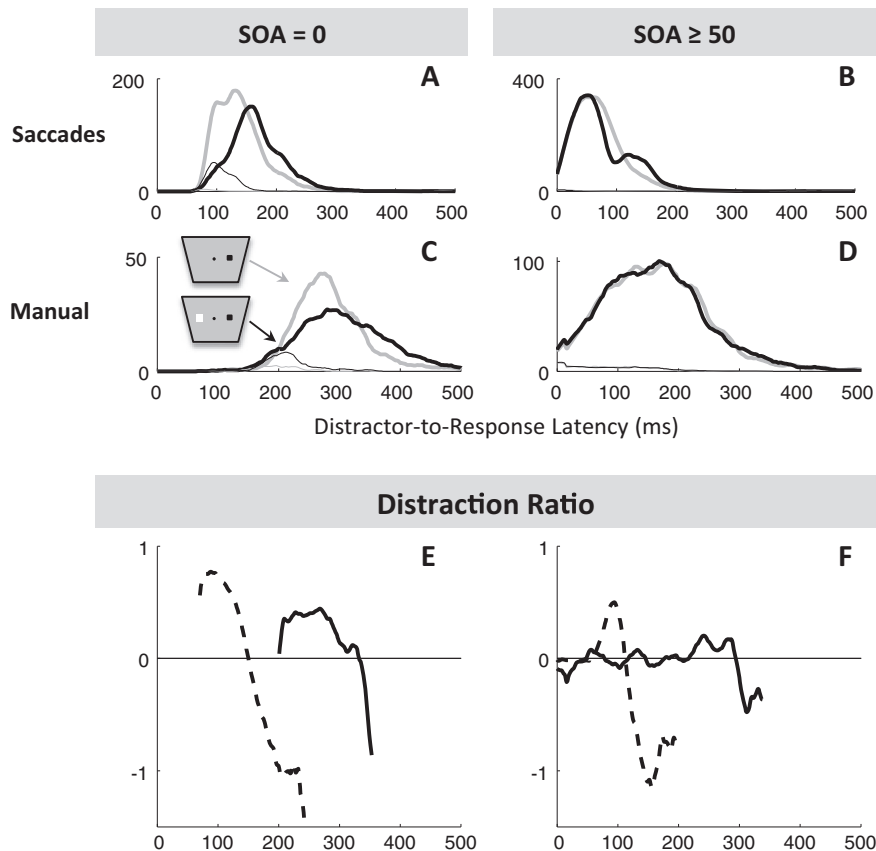 SOA = 0
SOA ≥ 50
Saccades
A
200
0
0 100 200 300 400 500
B
400
0
0 100 200 300 400 500
Manual
C
50
0
0 100 200 300 400 500
D
100
0
0 100 200 300 400 500
Distractor-to-Response Latency (ms)
Distraction Ratio
E
1
0
-1
0 100 200 300 400 500
F
1
0
-1
0 100 200 300 400 500